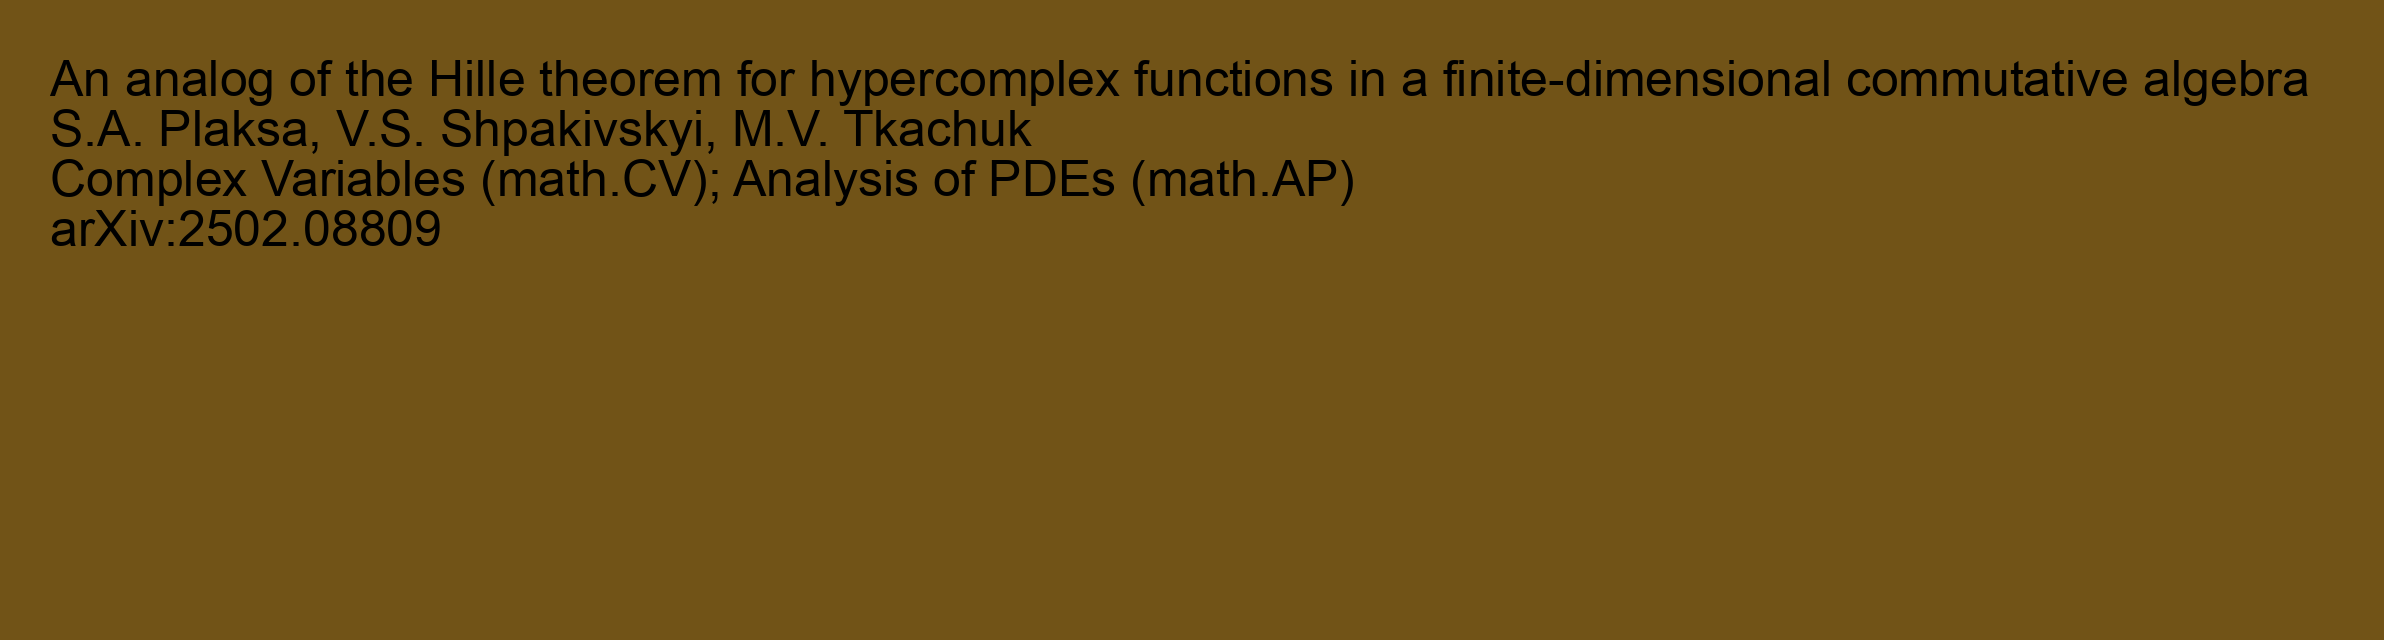 An analog of the Hille theorem for hypercomplex functions in a finite-dimensional commutative algebra
S.A. Plaksa, V.S. Shpakivskyi, M.V. Tkachuk
Complex Variables (math.CV); Analysis of PDEs (math.AP)
arXiv:2502.08809